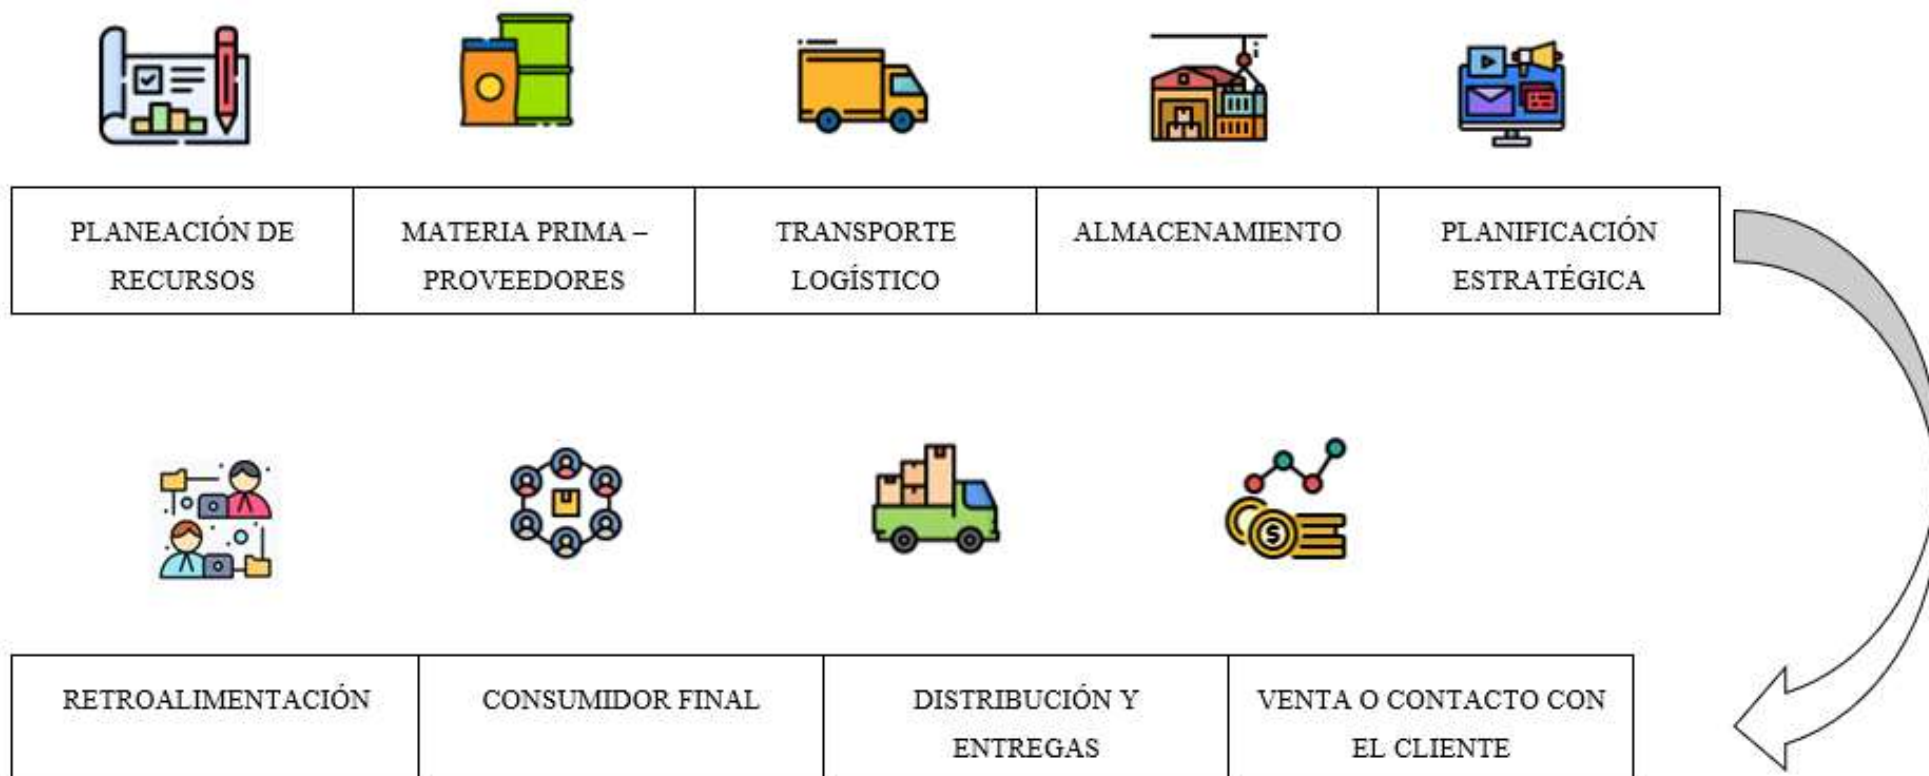 PLANEACIÓN DE
RECURSOS
MATERIA PRIMA –
PROVEEDORES
TRANSPORTE
LOGÍSTICO
ALMACENAMIENTO
PLANIFICACIÓN
ESTRATÉGICA
RETROALIMENTACIÓN
CONSUMIDOR FINAL
DISTRIBUCIÓN Y
ENTREGAS
VENTA O CONTACTO CON
EL CLIENTE